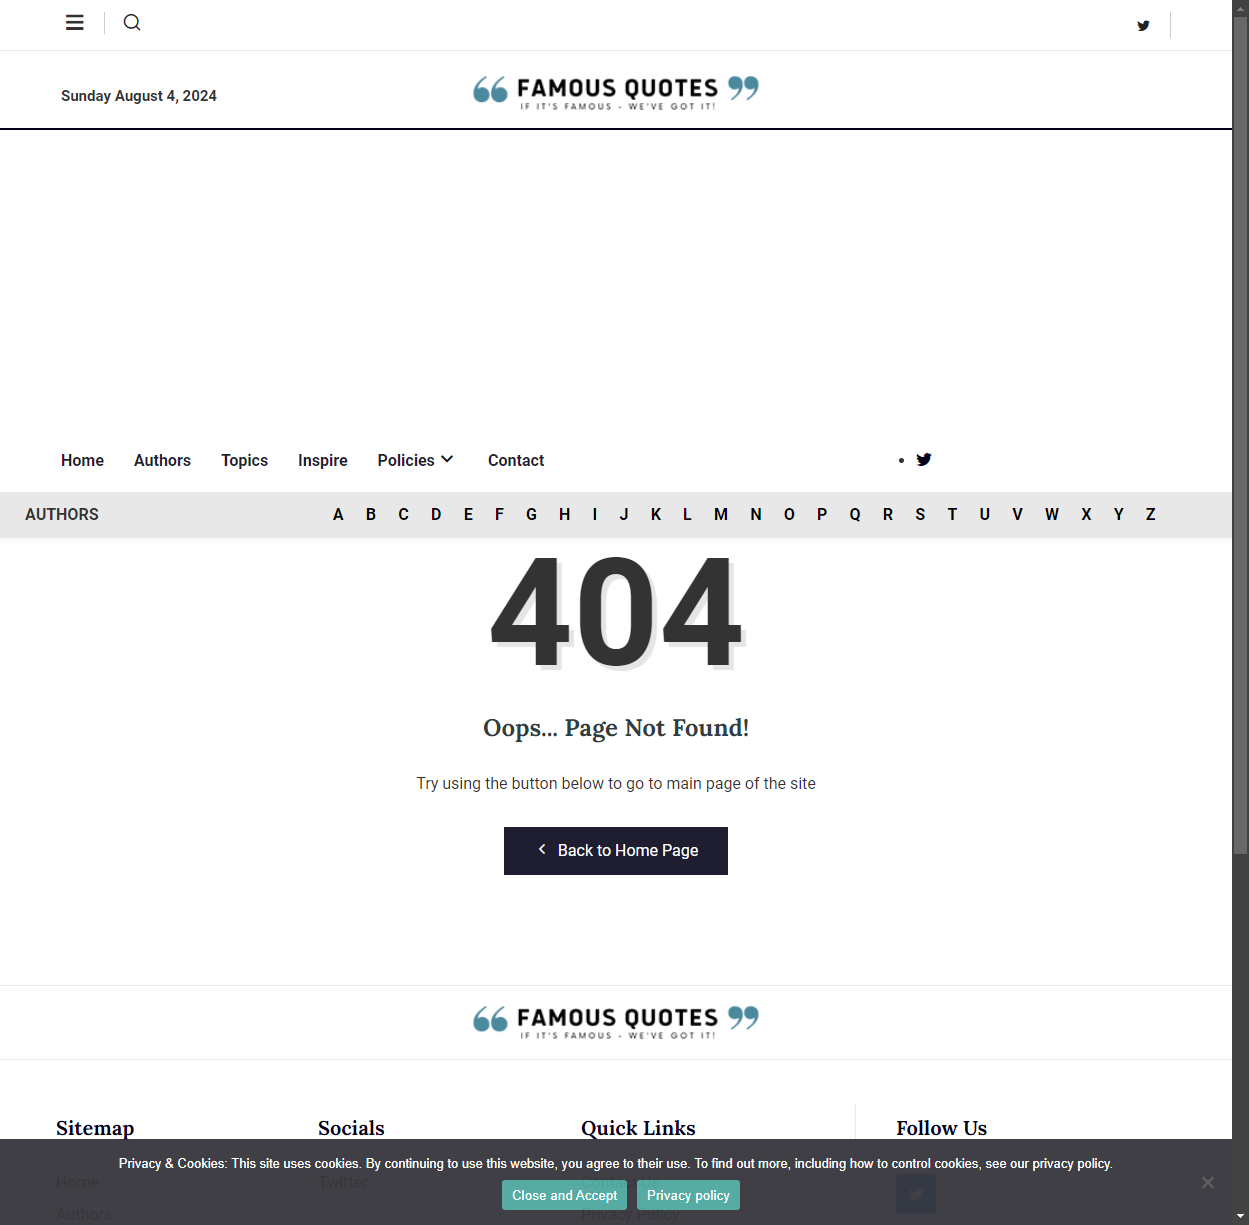 Sunday August 4, 2024
FAMOUS QUOTES
IF IT'S FAMOUS - WE'VE GOT IT!
Home Authors Topics Inspire Policies Contact
AUTHORS A B C D E F G H I J K L M N O P Q R S T U V W X Y Z
404
Oops... Page Not Found!
Try using the button below to go to main page of the site
Back to Home Page
FAMOUS QUOTES
IF IT'S FAMOUS - WE'VE GOT IT!
Sitemap Socials Quick Links Follow Us
Privacy & Cookies: This site uses cookies. By continuing to use this website, you agree to their use. To find out more, including how to control cookies, see our privacy policy.
Home Twitter Contact Us
Close and Accept Privacy policy
Authors Privacy Policy